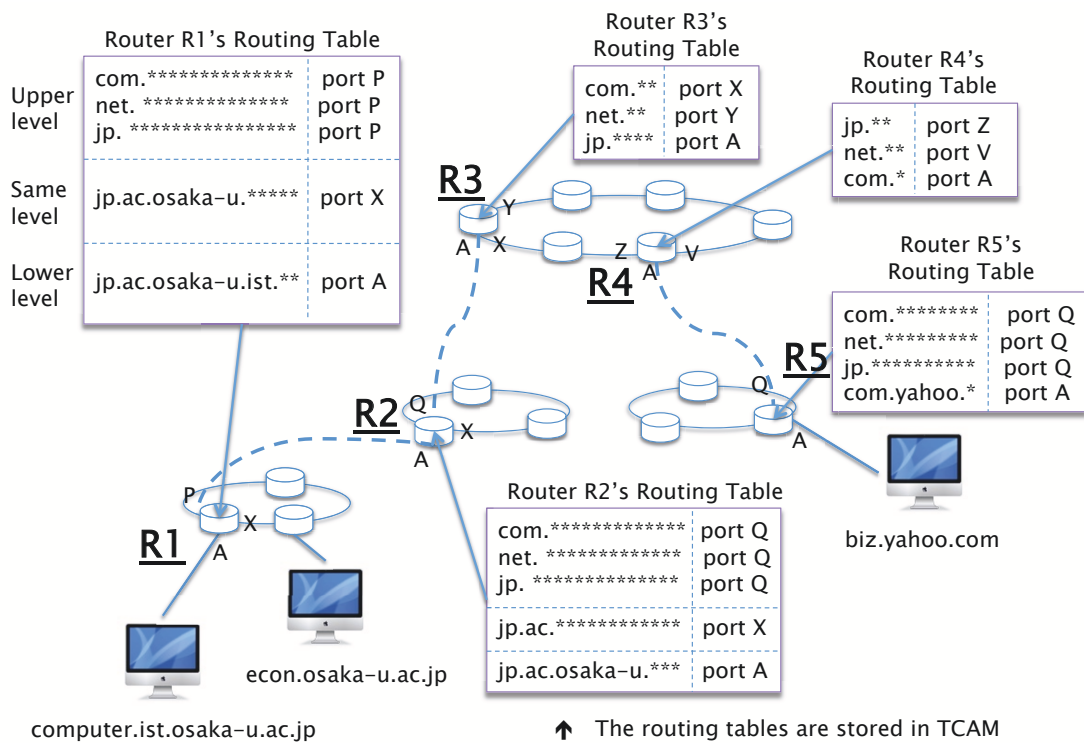 Router R1's Routing Table
Upper level
com.************** port P
net. ************** port P
jp. **************** port P
Same level
jp.ac.osaka-u.***** port X
Lower level
jp.ac.osaka-u.ist.** port A
Router R3's
Routing Table
com.** port X
net.** port Y
jp.**** port A
Router R4's
Routing Table
jp.** port Z
net.** port V
com.* port A
R3
Y
A X
Z V
A
R4
Router R5's
Routing Table
com.******** port Q
net.********* port Q
jp.********** port Q
com.yahoo.* port A
R5
Q
A
R2
Q
X
A
P
X
R1
A
Router R2's Routing Table
com.************* port Q
net. ************* port Q
jp. ************** port Q
jp.ac.************ port X
jp.ac.osaka-u.*** port A
biz.yahoo.com
econ.osaka-u.ac.jp
computer.ist.osaka-u.ac.jp
↑ The routing tables are stored in TCAM